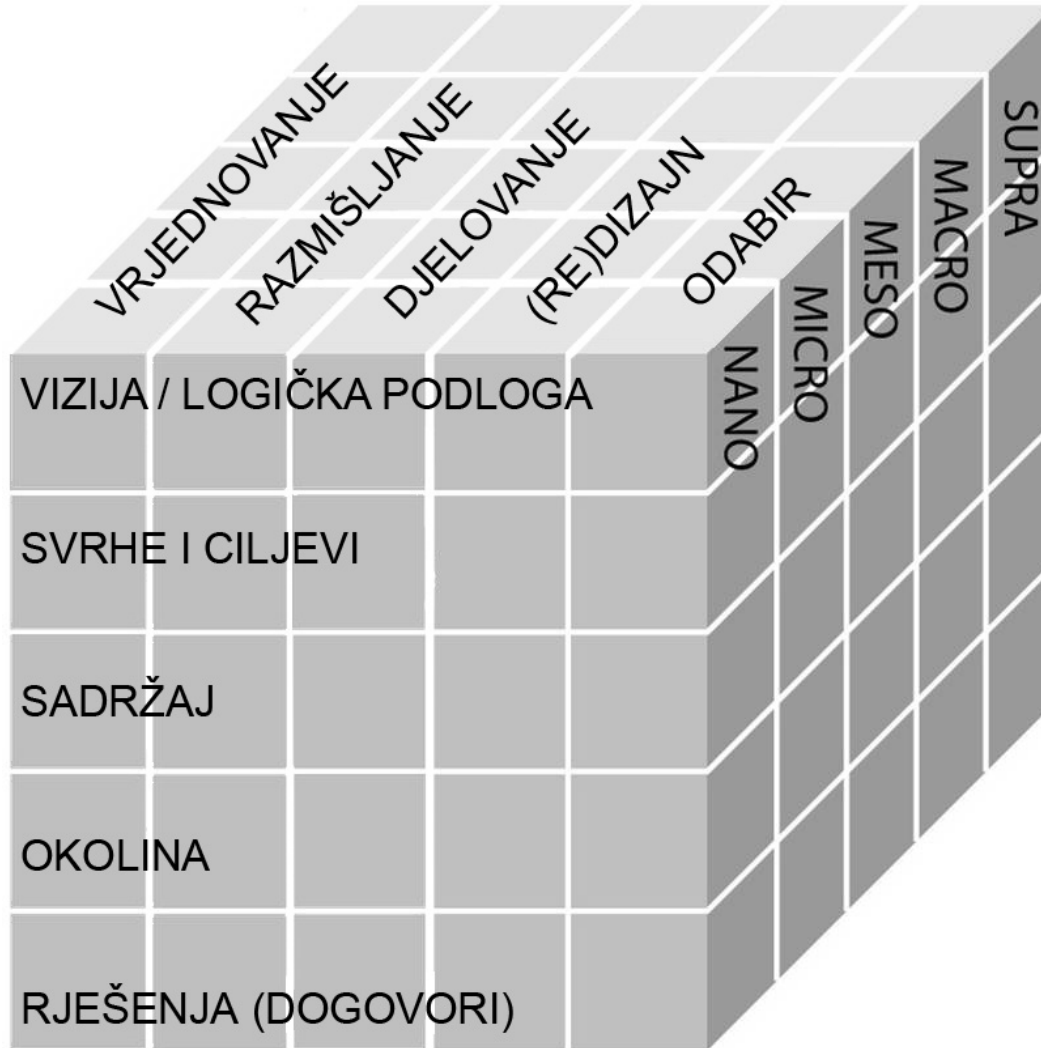 VRJEDNOVANJE
RAZMIŠLJANJE
DJELOVANJE
(RE)DIZAJN
ODABIR
NANO
MICRO
MESO
MACRO
SUPRA
VIZIJA / LOGIČKA PODLOGA
SVRHE I CILJEVI
SADRŽAJ
OKOLINA
RJEŠENJA (DOGOVORI)